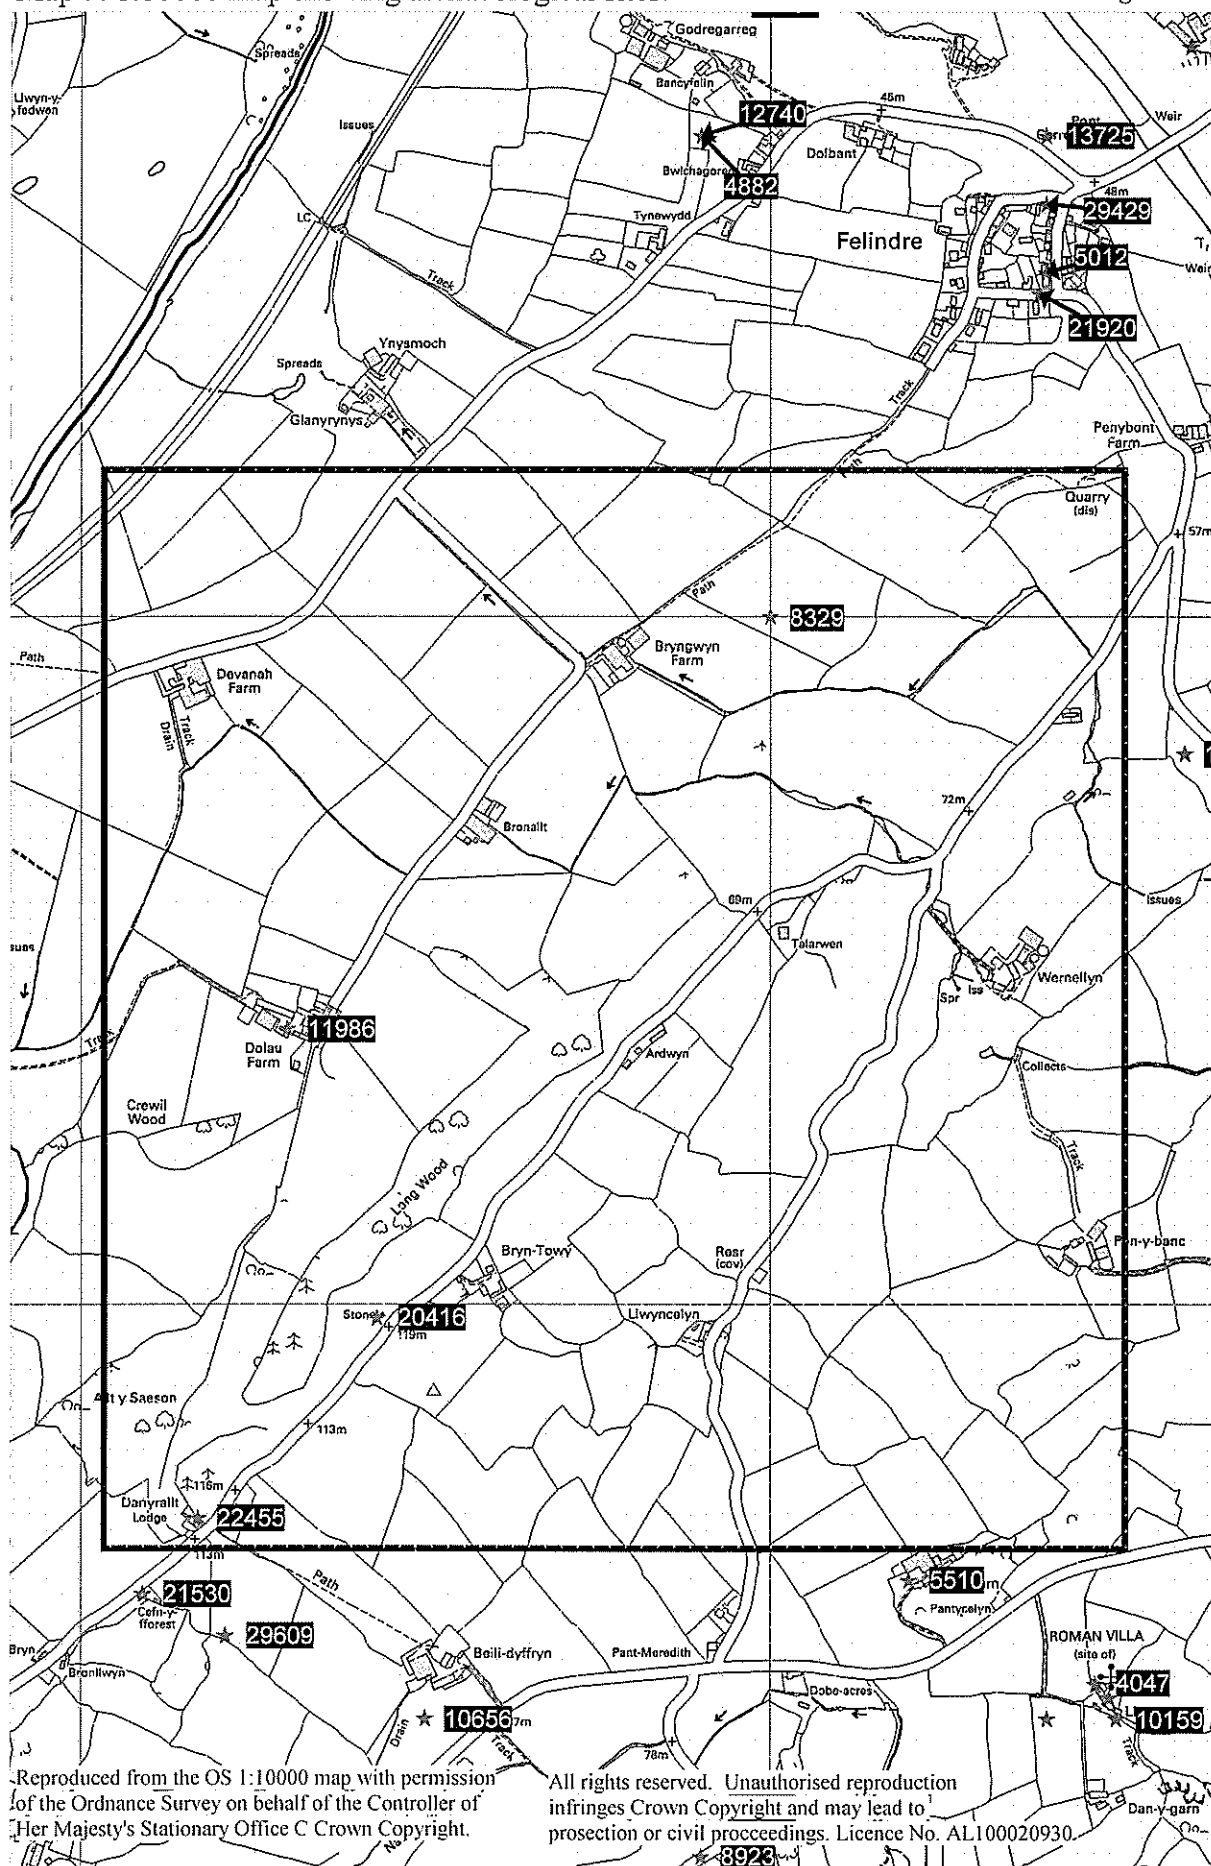 Godregarreg
Spreads
Bancyfelin
Llwyn-y-
fedwen
Issues
12740
46m
Weir
13725
Dolbant
4882
48m
29429
LC
Tynewydd
Felindre
5012
Weir
Track
21920
Ynysmoch
Spreads
Track
Glanyrynys
Penybont
Farm
Path
Quarry
(dis)
57m
Path
8329
Path
Bryngwyn
Farm
Devanah
Farm
Track
Drain
72m
Bronallt
69m
Issues
Talarwen
Wernellyn
Spr
Iss
11986
Track
Dolau
Farm
Ardwyn
Collects
Crewil
Wood
Track
Long Wood
Bryn-Towy
Resr
(cov)
Pen-y-banc
Stone
20416
119m
Llwyncelyn
Allt y Saeson
113m
116m
Danyrallt
Lodge
22455
113m
21530
Path
5510
Cefn-y-
fforest
Pantycelyn
29609
ROMAN VILLA
(site of)
Bryn
Beili-dyffryn
Pant-Meredith
Bronllwyn
4047
Dobe-acres
10656
7m
10159
Drain
Track
78m
Track
Reproduced from the OS 1:10000 map with permission
of the Ordnance Survey on behalf of the Controller of
Her Majesty's Stationary Office C Crown Copyright.
All rights reserved. Unauthorised reproduction
infringes Crown Copyright and may lead to
prosection or civil procceedings. Licence No. AL100020930.
Dan-y-garn
8923